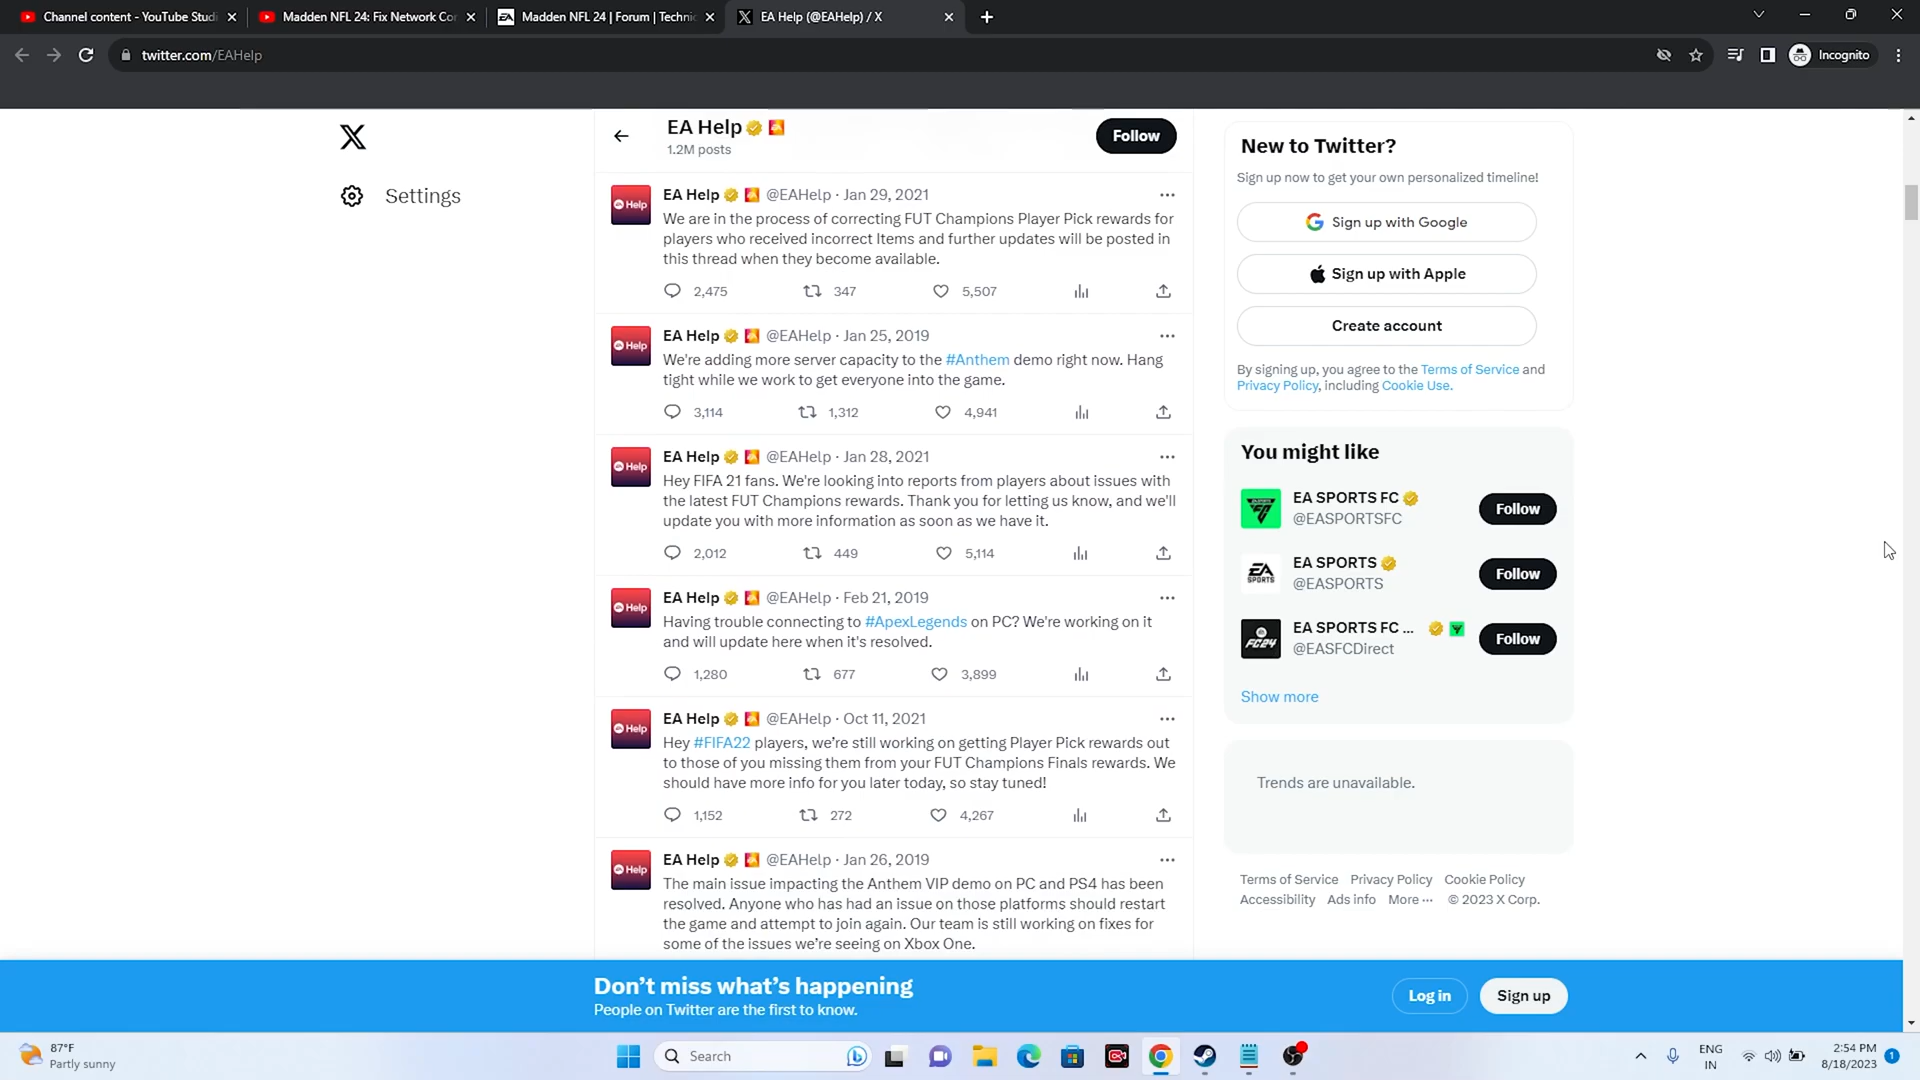 Channel content - YouTube Studi
Madden NFL 24: Fix Network Cor
Madden NFL 24 | Forum | Technic
EA Help (@EAHelp) / X
twitter.com/EAHelp
Incognito
Settings
EA Help
1.2M posts
Follow
EA Help @EAHelp · Jan 29, 2021
We are in the process of correcting FUT Champions Player Pick rewards for
players who received incorrect Items and further updates will be posted in
this thread when they become available.
2,475 347 5,507
EA Help @EAHelp · Jan 25, 2019
We're adding more server capacity to the #Anthem demo right now. Hang
tight while we work to get everyone into the game.
3,114 1,312 4,941
EA Help @EAHelp · Jan 28, 2021
Hey FIFA 21 fans. We're looking into reports from players about issues with
the latest FUT Champions rewards. Thank you for letting us know, and we'll
update you with more information as soon as we have it.
2,012 449 5,114
EA Help @EAHelp · Feb 21, 2019
Having trouble connecting to #ApexLegends on PC? We're working on it
and will update here when it's resolved.
1,280 677 3,899
EA Help @EAHelp · Oct 11, 2021
Hey #FIFA22 players, we’re still working on getting Player Pick rewards out
to those of you missing them from your FUT Champions Finals rewards. We
should have more info for you later today, so stay tuned!
1,152 272 4,267
EA Help @EAHelp · Jan 26, 2019
The main issue impacting the Anthem VIP demo on PC and PS4 has been
resolved. Anyone who has had an issue on those platforms should restart
the game and attempt to join again. Our team is still working on fixes for
some of the issues we’re seeing on Xbox One.
New to Twitter?
Sign up now to get your own personalized timeline!
Sign up with Google
Sign up with Apple
Create account
By signing up, you agree to the Terms of Service and
Privacy Policy, including Cookie Use.
You might like
EA SPORTS FC
@EASPORTSFC
Follow
EA SPORTS
@EASPORTS
Follow
EA SPORTS FC ...
@EASFCDirect
Follow
Show more
Trends are unavailable.
Terms of Service Privacy Policy Cookie Policy
Accessibility Ads info More ··· © 2023 X Corp.
Don’t miss what’s happening
People on Twitter are the first to know.
Log in
Sign up
87°F
Partly sunny
Search
ENG
IN
2:54 PM
8/18/2023
1